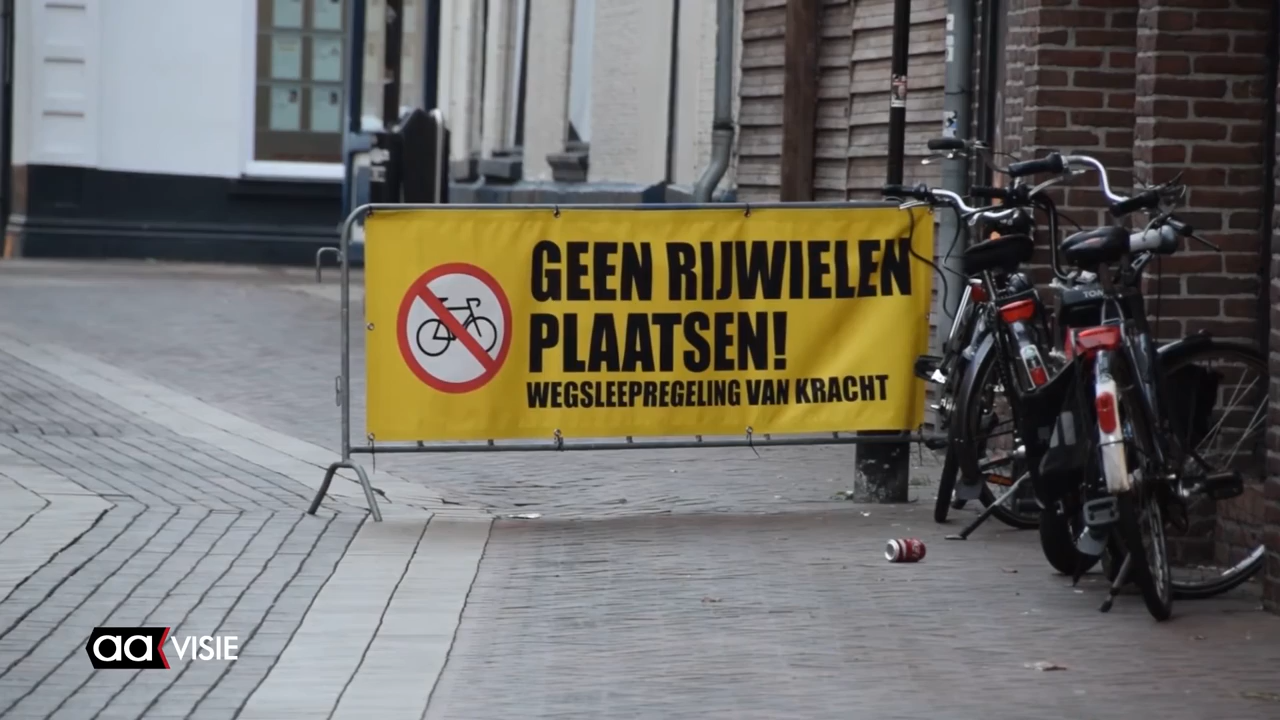 GEEN RIJWIELEN
PLAATSEN!
WEGSLEEPREGELING VAN KRACHT
aa VISIE